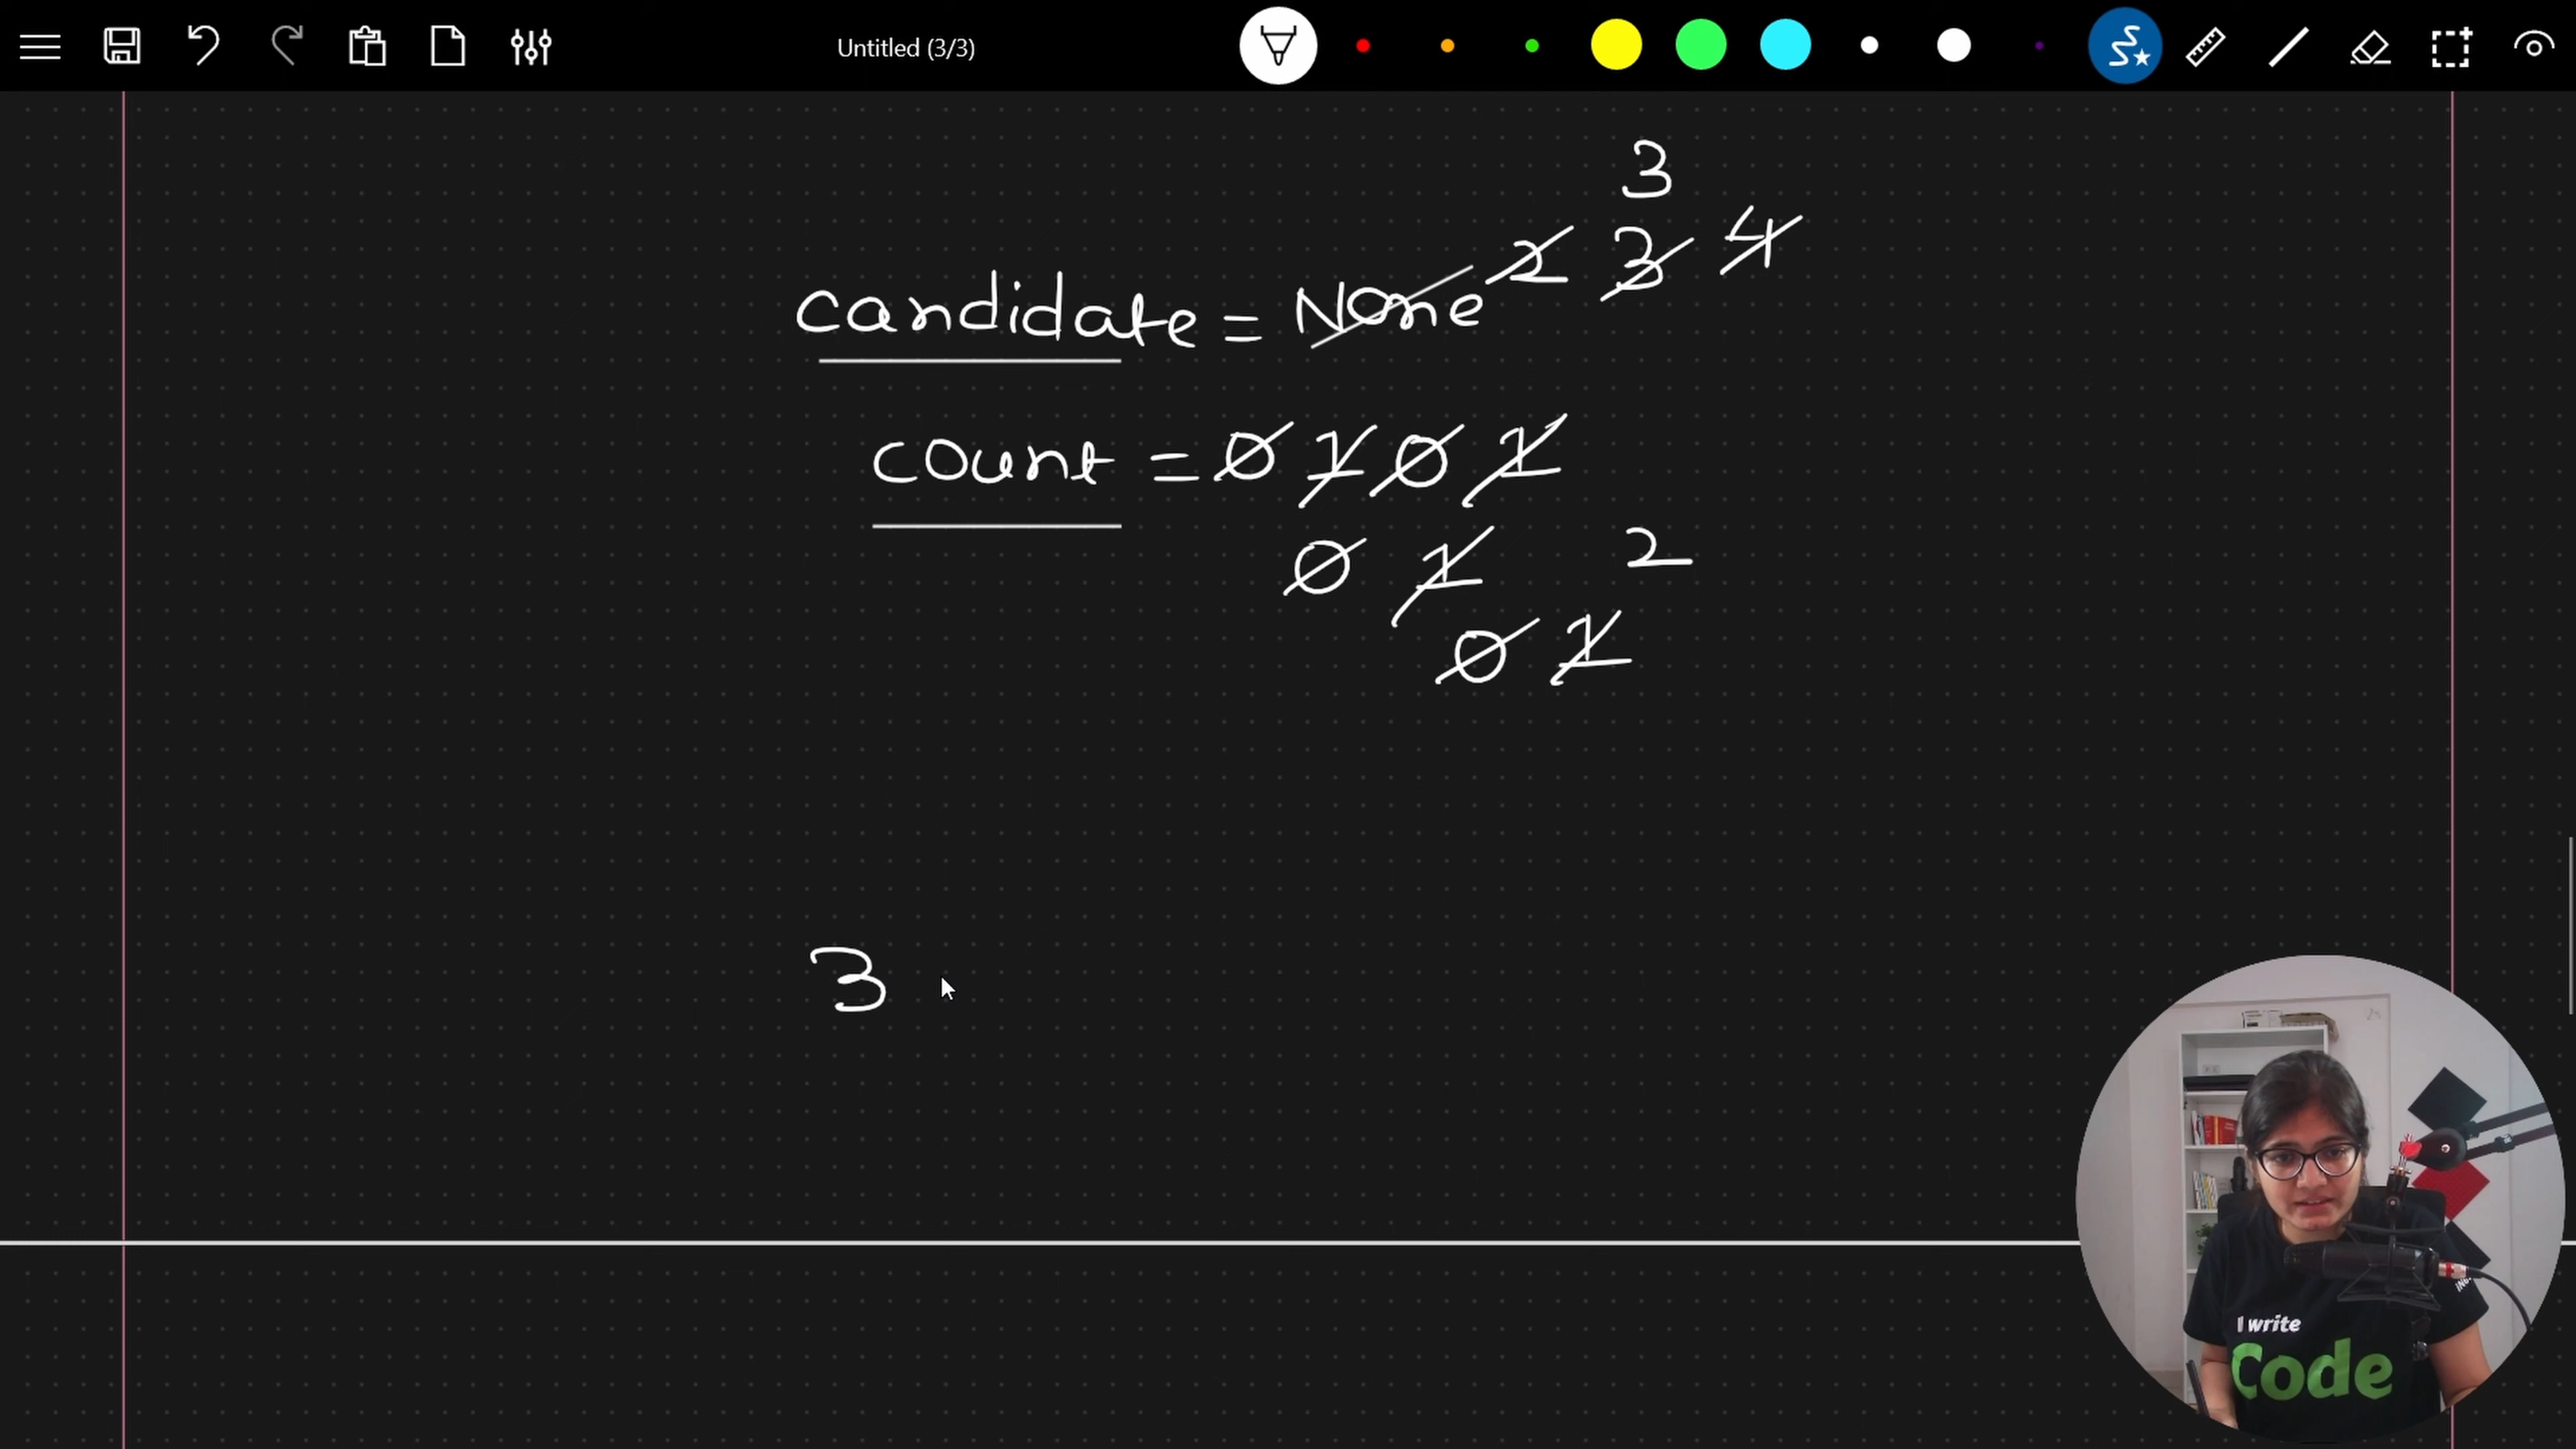 Untitled (3/3)
3
candidate = None 2 3 4
count = 0 1 0 1
0 1 2
0 1
3
I write
Code